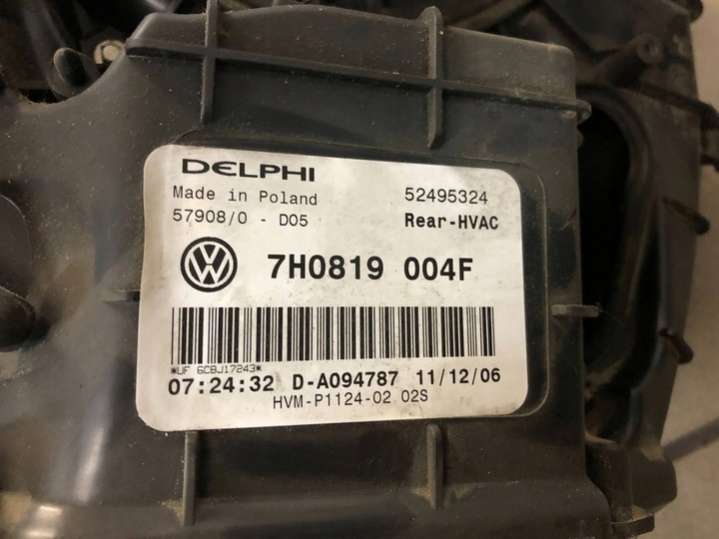 DELPHI
Made in Poland 52495324
57908/0 - D05 Rear-HVAC
7H0819 004F
*UF 6CBJ17243*
07:24:32 D-A094787 11/12/06
HVM-P1124-02 02S